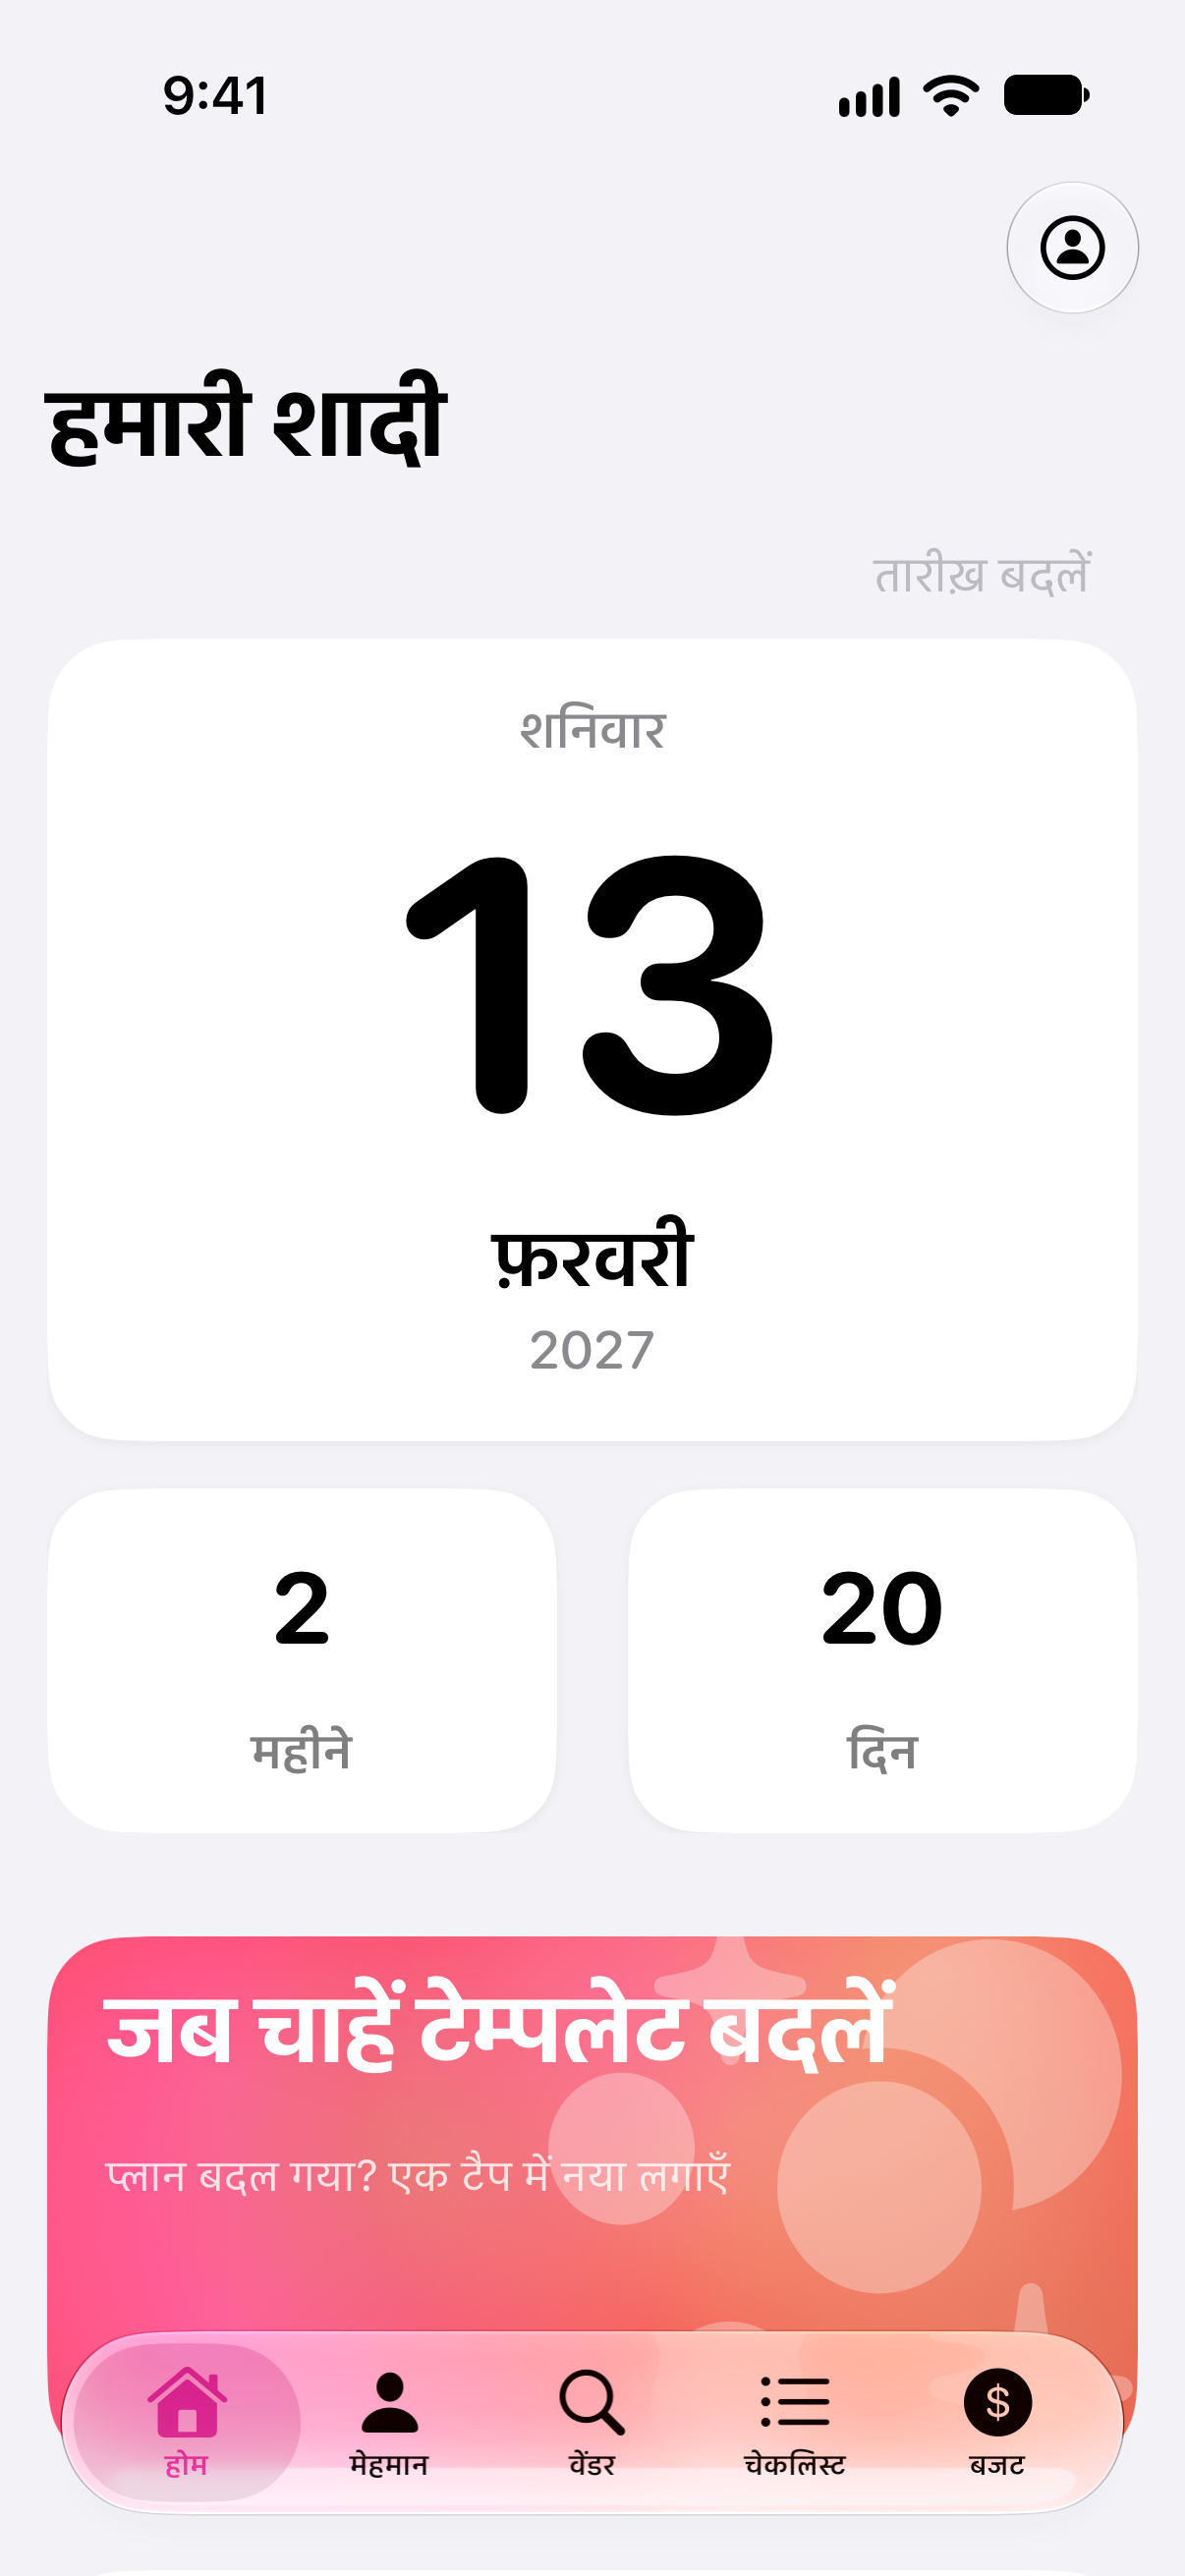 9:41
हमारी शादी
तारीख़ बदलें
शनिवार
13
फ़रवरी
2027
2
महीने
20
दिन
जब चाहें टेम्पलेट बदलें
प्लान बदल गया? एक टैप में नया लगाएँ
होम
मेहमान
वेंडर
चेकलिस्ट
बजट